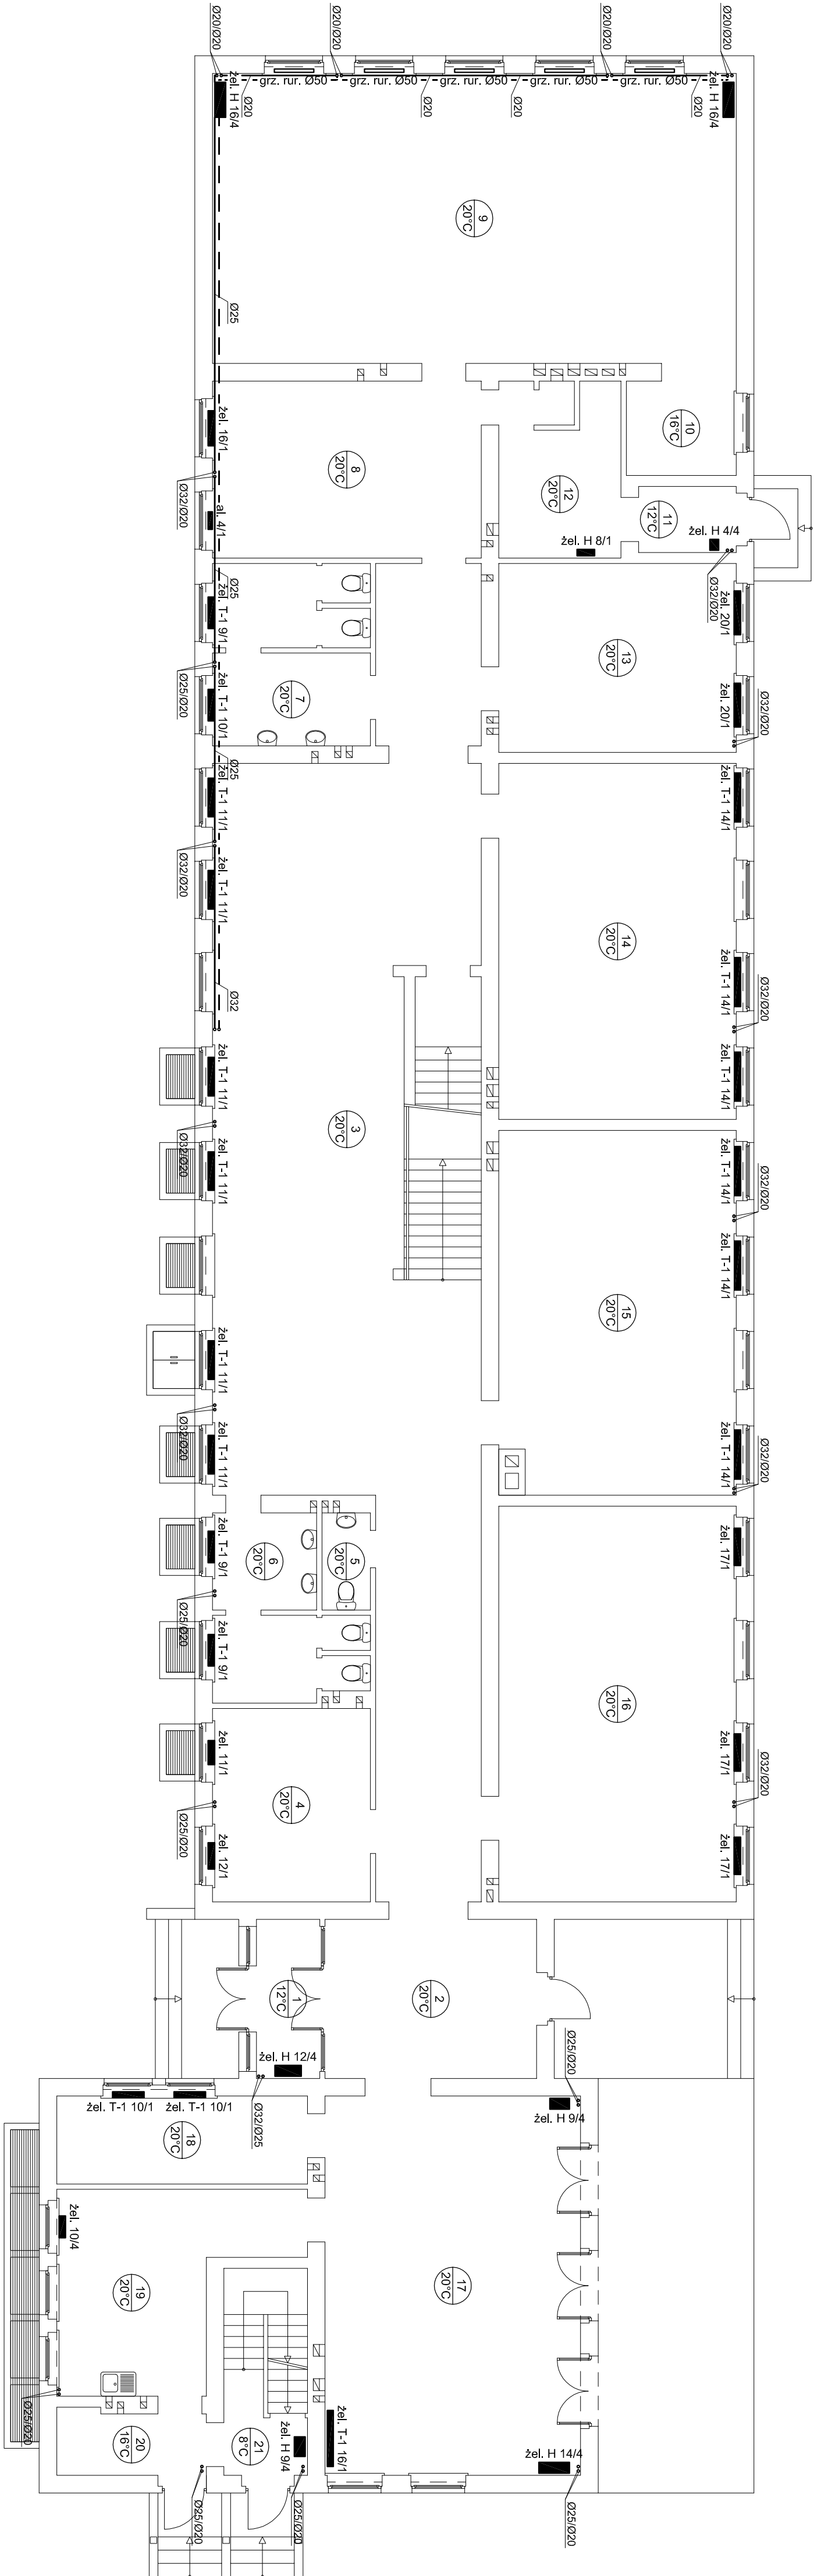 Ø20/Ø20
Ø20/Ø20
Ø20/Ø20
Ø20/Ø20
grz. rur. Ø50
grz. rur. Ø50
grz. rur. Ø50
grz. rur. Ø50
grz. rur. Ø50
żel. H 16/4
żel. H 16/4
Ø20
Ø20
Ø20
Ø20
9
20°C
Ø25
żel. 16/1
8
20°C
10
16°C
Ø32/Ø20
al. 4/1
12
20°C
11
12°C
żel. H 4/4
żel. H 8/1
Ø32/Ø20
Ø25
żel. T-1 9/1
żel. 20/1
13
20°C
7
20°C
Ø25/Ø20
żel. T-1 10/1
żel. 20/1
Ø32/Ø20
Ø25
żel. T-1 11/1
żel. T-1 14/1
Ø32/Ø20
żel. T-1 11/1
14
20°C
żel. T-1 14/1
Ø32/Ø20
Ø32
żel. T-1 11/1
żel. T-1 14/1
3
20°C
Ø32/Ø20
żel. T-1 11/1
żel. T-1 14/1
Ø32/Ø20
żel. T-1 14/1
15
20°C
żel. T-1 11/1
Ø32/Ø20
żel. T-1 11/1
żel. T-1 14/1
Ø32/Ø20
żel. T-1 9/1
6
20°C
5
20°C
żel. 17/1
Ø25/Ø20
żel. T-1 9/1
16
20°C
żel. 11/1
żel. 17/1
Ø32/Ø20
4
20°C
Ø25/Ø20
żel. 12/1
żel. 17/1
1
12°C
2
20°C
żel. H 12/4
Ø25/Ø20
Ø32/Ø25
żel. T-1 10/1
żel. T-1 10/1
żel. H 9/4
18
20°C
żel. 10/4
19
20°C
17
20°C
Ø25/Ø20
20
16°C
21
8°C
żel. H 9/4
żel. T-1 16/1
żel. H 14/4
Ø25/Ø20
Ø25/Ø20
Ø25/Ø20